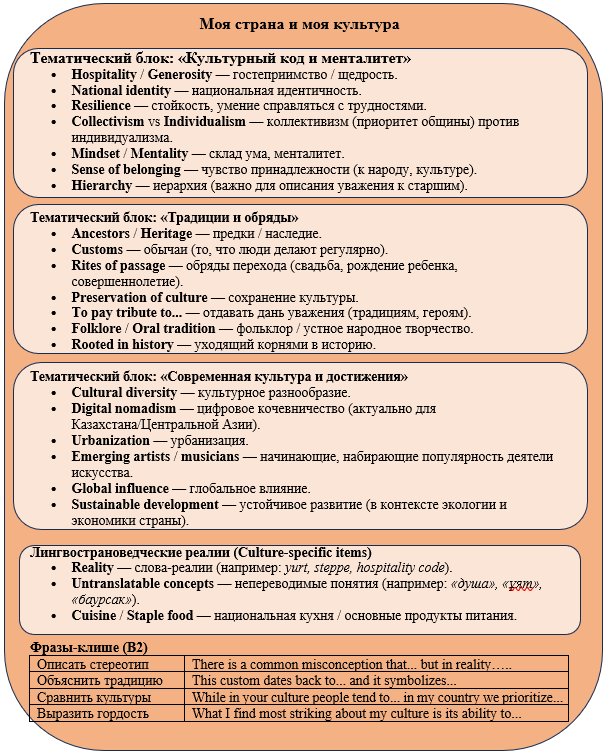 Моя страна и моя культура
Тематический блок: «Культурный код и менталитет»
• Hospitality / Generosity — гостеприимство / щедрость.
• National identity — национальная идентичность.
• Resilience — стойкость, умение справляться с трудностями.
• Collectivism vs Individualism — коллективизм (приоритет общины) против
индивидуализма.
• Mindset / Mentality — склад ума, менталитет.
• Sense of belonging — чувство принадлежности (к народу, культуре).
• Hierarchy — иерархия (важно для описания уважения к старшим).
Тематический блок: «Традиции и обряды»
• Ancestors / Heritage — предки / наследие.
• Customs — обычаи (то, что люди делают регулярно).
• Rites of passage — обряды перехода (свадьба, рождение ребенка,
совершеннолетие).
• Preservation of culture — сохранение культуры.
• To pay tribute to... — отдавать дань уважения (традициям, героям).
• Folklore / Oral tradition — фольклор / устное народное творчество.
• Rooted in history — уходящий корнями в историю.
Тематический блок: «Современная культура и достижения»
• Cultural diversity — культурное разнообразие.
• Digital nomadism — цифровое кочевничество (актуально для
Казахстана/Центральной Азии).
• Urbanization — урбанизация.
• Emerging artists / musicians — начинающие, набирающие популярность деятели
искусства.
• Global influence — глобальное влияние.
• Sustainable development — устойчивое развитие (в контексте экологии и
экономики страны).
Лингвострановедческие реалии (Culture-specific items)
• Reality — слова-реалии (например: yurt, steppe, hospitality code).
• Untranslatable concepts — непереводимые понятия (например: «душа», «ұят»,
«баурсак»).
• Cuisine / Staple food — национальная кухня / основные продукты питания.
Фразы-клише (B2)
Описать стереотип There is a common misconception that... but in reality…..
Объяснить традицию This custom dates back to... and it symbolizes...
Сравнить культуры While in your culture people tend to... in my country we prioritize...
Выразить гордость What I find most striking about my culture is its ability to...